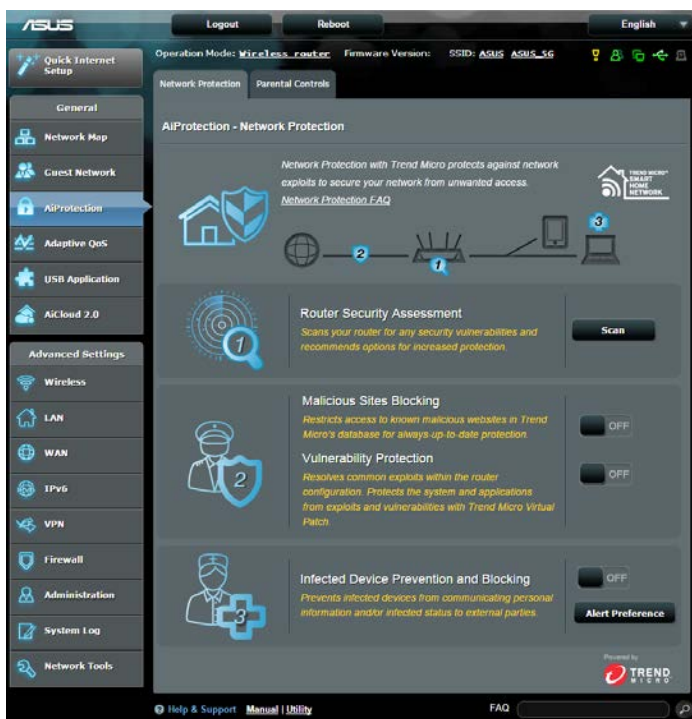 ASUS
Logout
Reboot
English
Quick Internet
Setup
Operation Mode: Wireless router Firmware Version: SSID: ASUS ASUS_5G
Network Protection
Parental Controls
General
Network Map
Guest Network
AiProtection
Adaptive QoS
USB Application
AiCloud 2.0
Advanced Settings
Wireless
LAN
WAN
IPv6
VPN
Firewall
Administration
System Log
Network Tools
AiProtection - Network Protection
Network Protection with Trend Micro protects against network
exploits to secure your network from unwanted access.
Network Protection FAQ
TREND MICRO™
SMART
HOME
NETWORK
2
1
3
1
Router Security Assessment
Scans your router for any security vulnerabilities and
recommends options for increased protection.
Scan
2
Malicious Sites Blocking
Restricts access to known malicious websites in Trend
Micro's database for always-up-to-date protection.
OFF
Vulnerability Protection
Resolves common exploits within the router
configuration. Protects the system and applications
from exploits and vulnerabilities with Trend Micro Virtual
Patch.
OFF
3
Infected Device Prevention and Blocking
Prevents infected devices from communicating personal
information and/or infected status to external parties.
OFF
Alert Preference
Powered by
TREND
MICRO
Help & Support Manual | Utility
FAQ